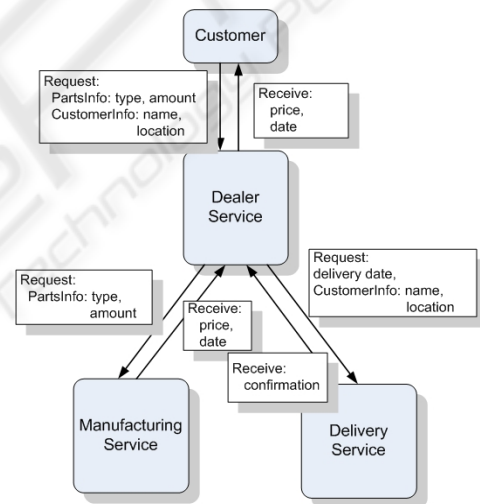 Customer
Request:
PartsInfo: type, amount
CustomerInfo: name,
location
Receive:
price,
date
Dealer
Service
Request:
PartsInfo: type,
amount
Receive:
price,
date
Request:
delivery date,
CustomerInfo: name,
location
Receive:
confirmation
Manufacturing
Service
Delivery
Service